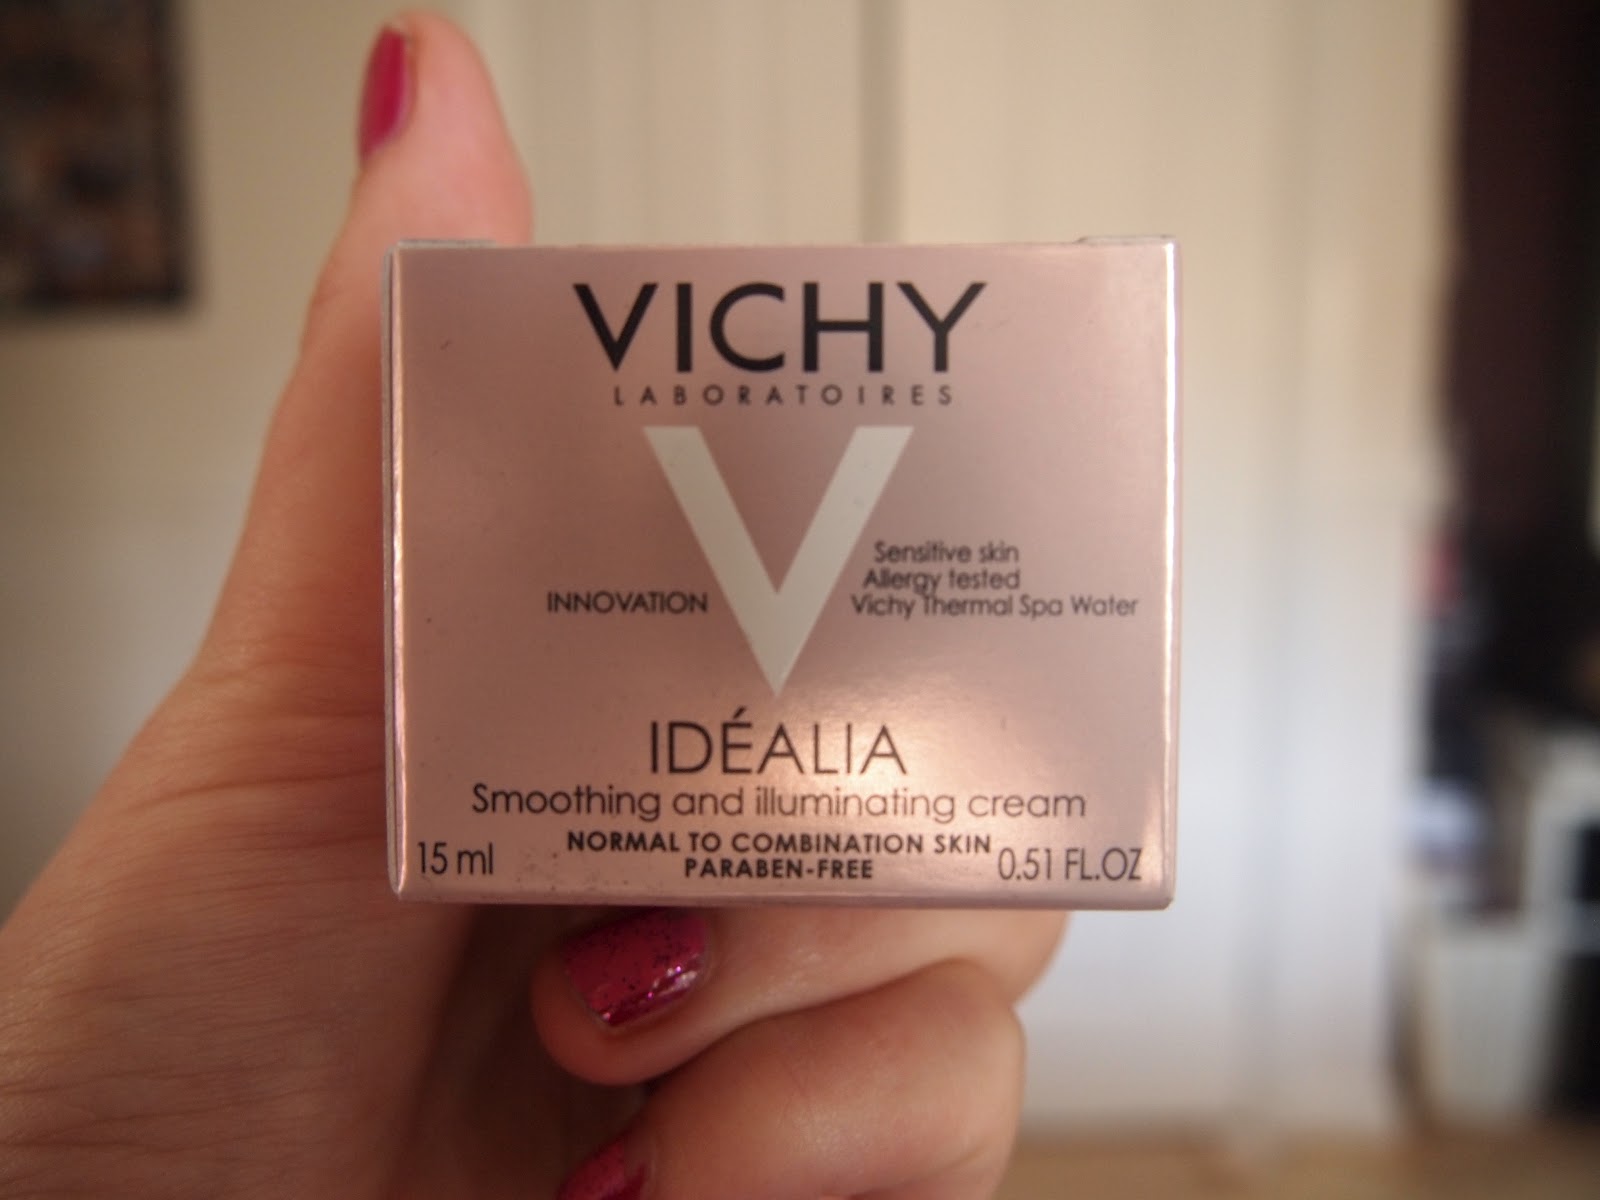 VICHY
LABORATOIRES
V
Sensitive skin
Allergy tested
INNOVATION Vichy Thermal Spa Water
IDÉALIA
Smoothing and illuminating cream
NORMAL TO COMBINATION SKIN
15 ml PARABEN-FREE 0.51 FL.OZ